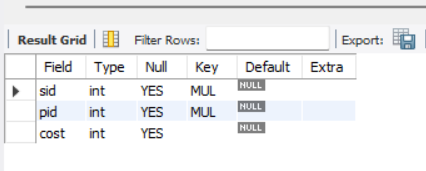 Result Grid Filter Rows: Export:
Field Type Null Key Default Extra
sid int YES MUL NULL
pid int YES MUL NULL
cost int YES NULL